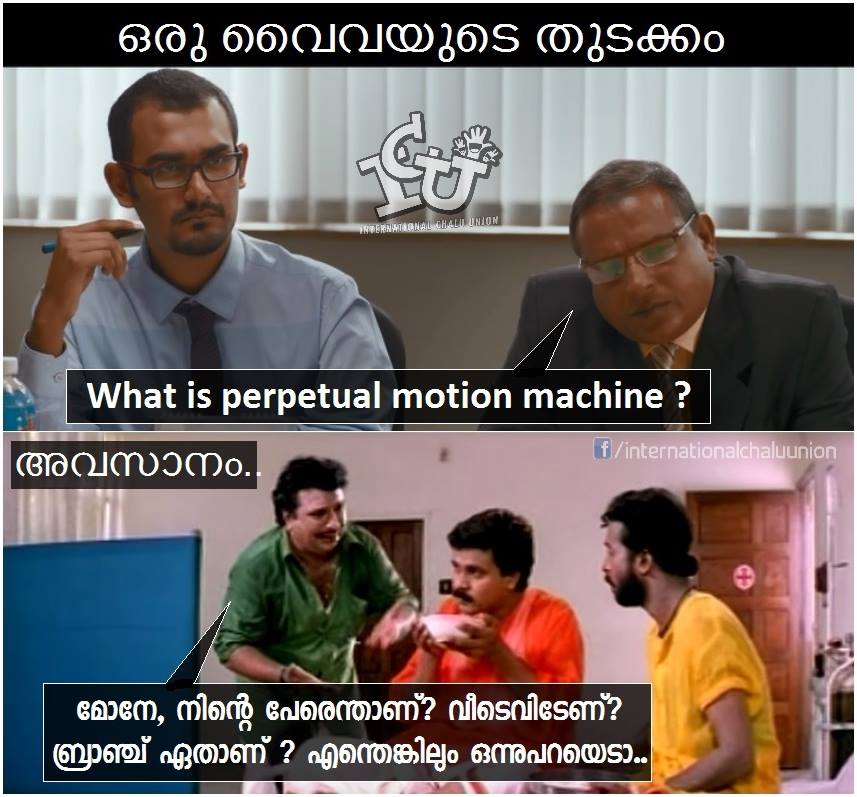 ഒരു വൈവയുടെ തുടക്കം
ICU
INTERNATIONAL CHALU UNION
What is perpetual motion machine ?
അവസാനം..
f/internationalchaluunion
മോനേ, നിന്റെ പേരെന്താണ്? വീടെവിടേണ്?
ബ്രാഞ്ച് ഏതാണ് ? എന്തെങ്കിലും ഒന്നുപറയെടാ..